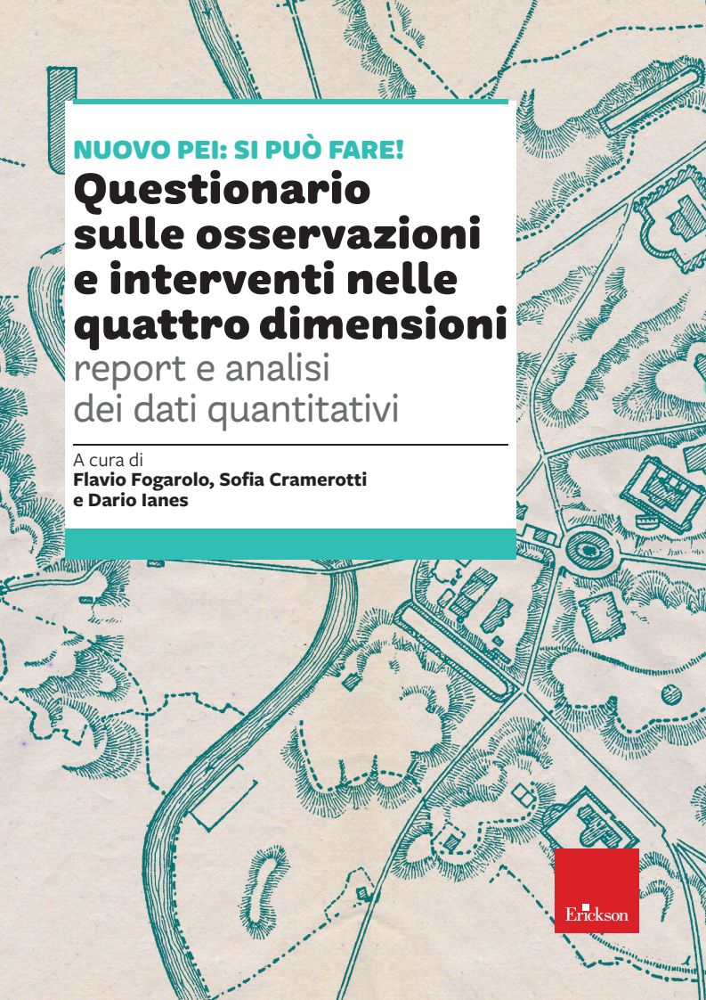 NUOVO PEI: SI PUÒ FARE!
Questionario
sulle osservazioni
e interventi nelle
quattro dimensioni
report e analisi
dei dati quantitativi
A cura di
Flavio Fogarolo, Sofia Cramerotti
e Dario Ianes
Erickson